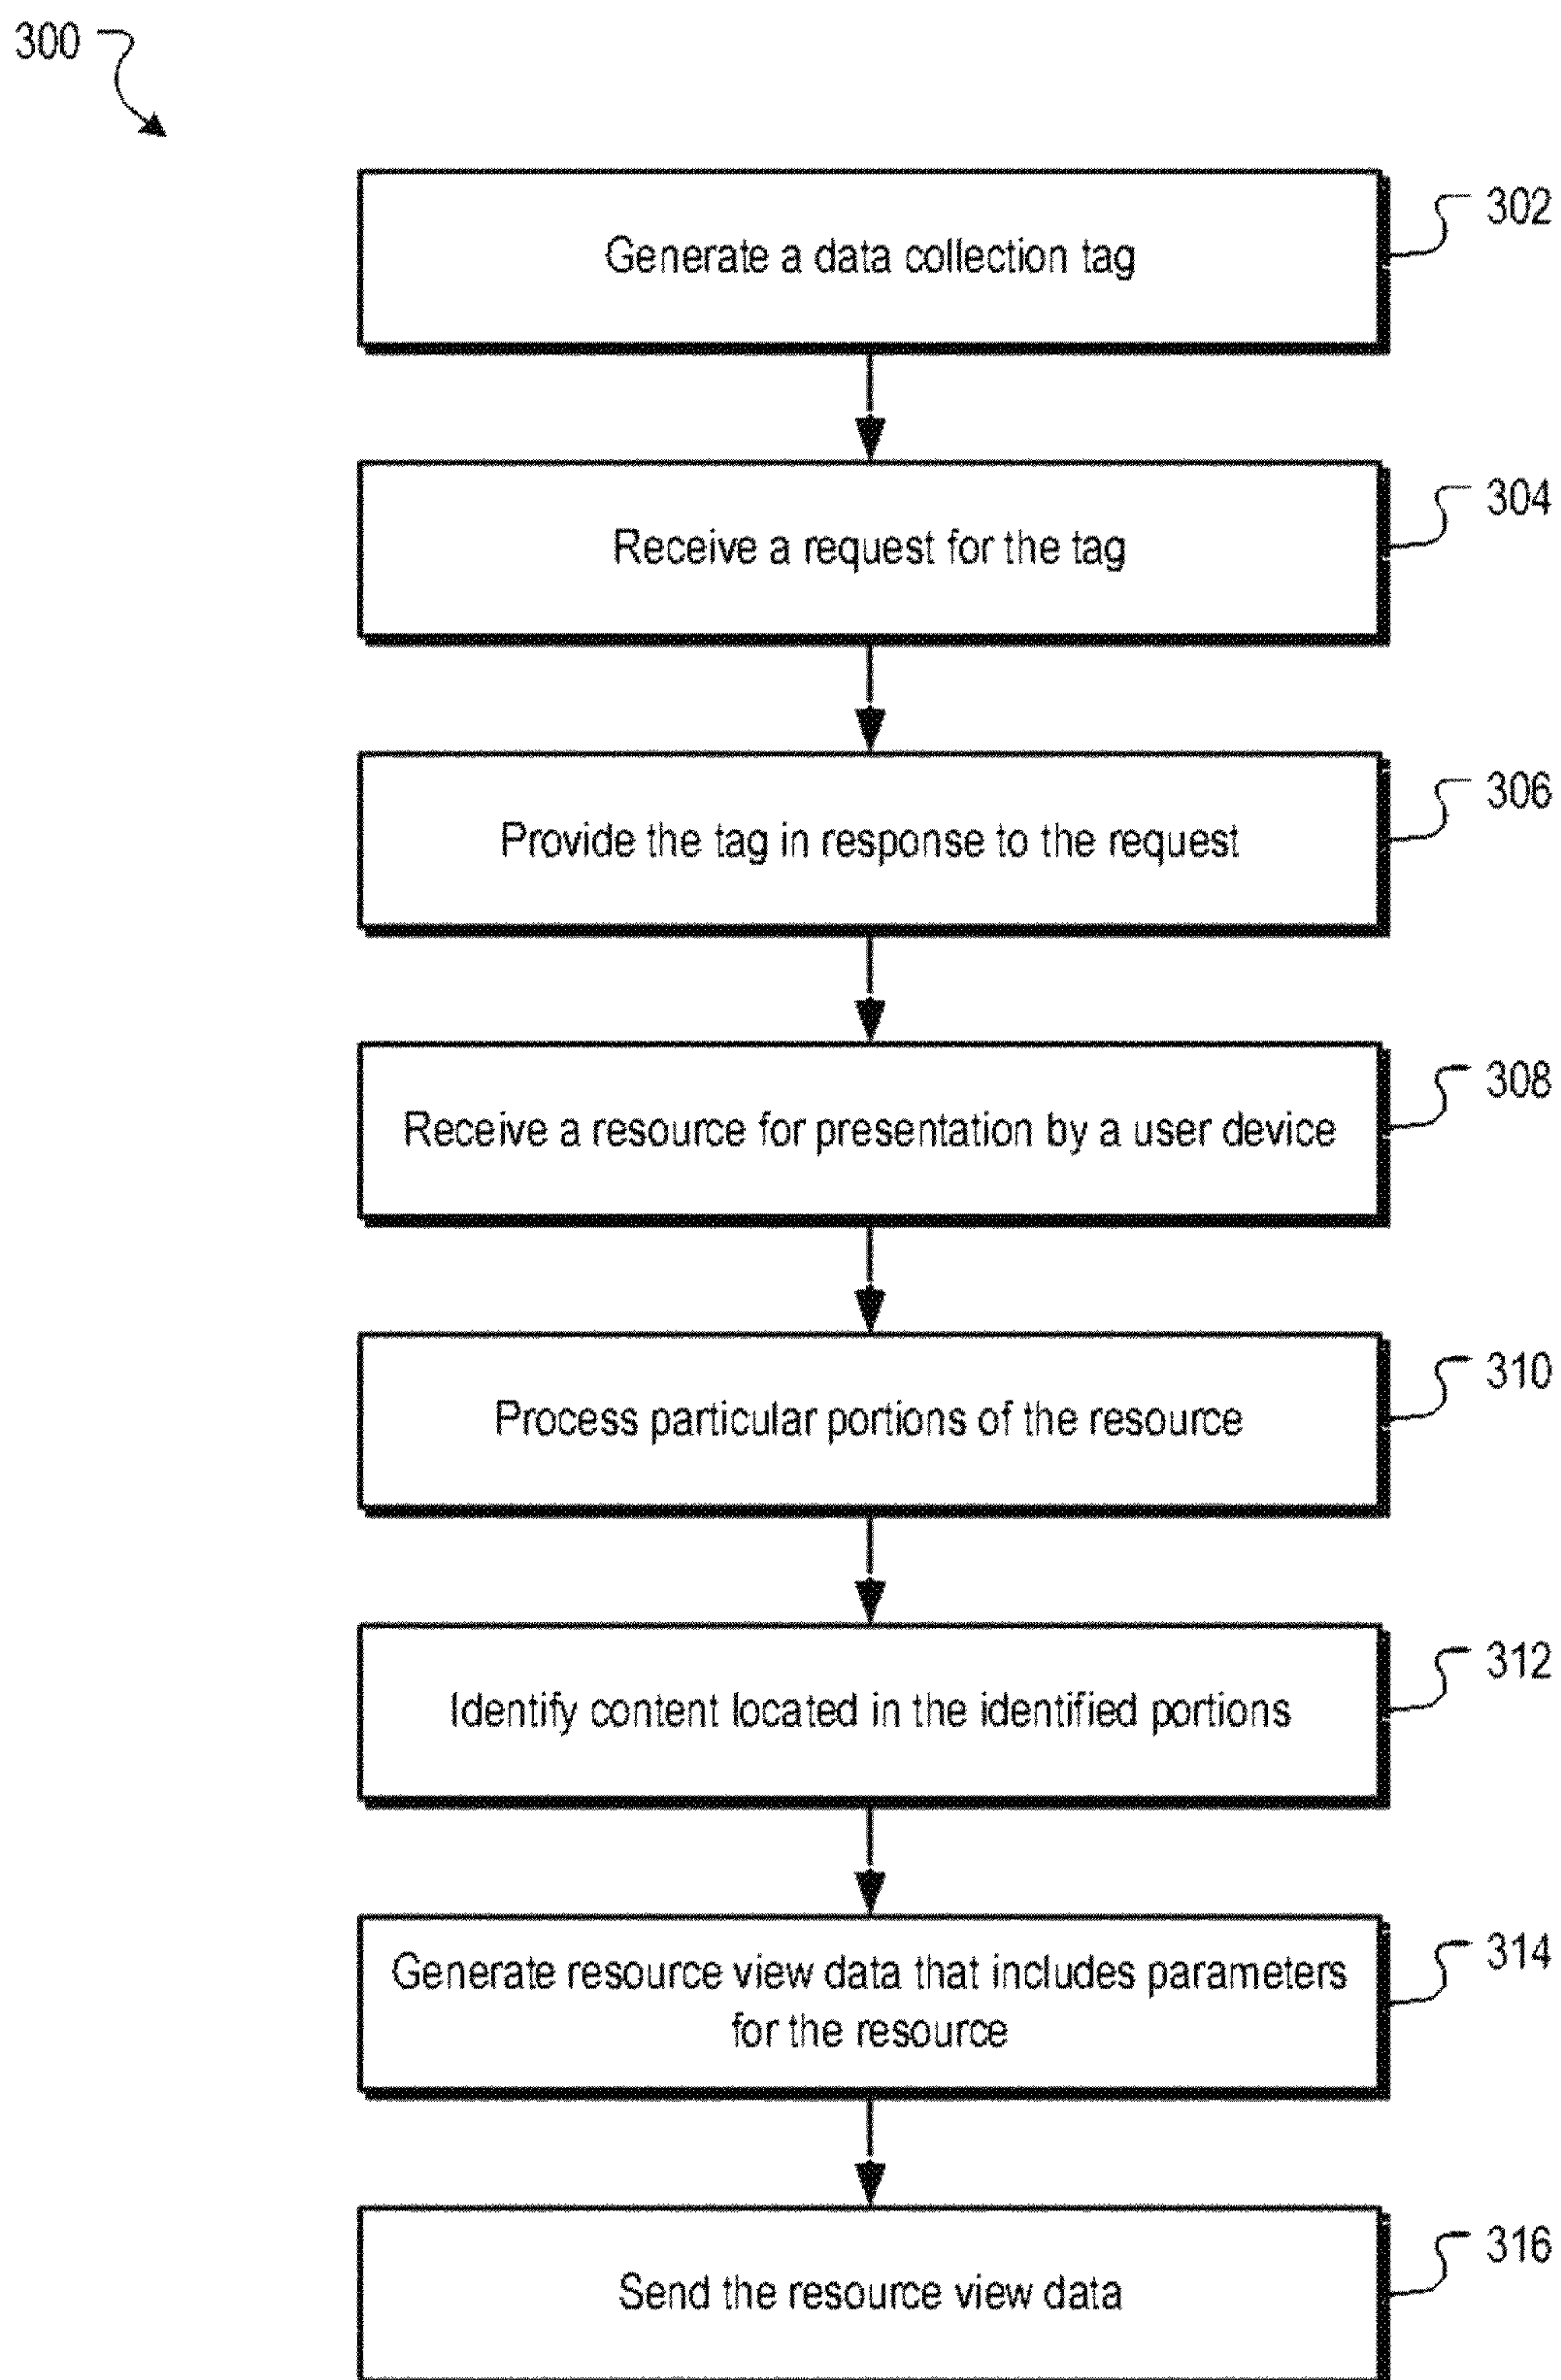 300
302
Generate a data collection tag
304
Receive a request for the tag
306
Provide the tag in response to the request
308
Receive a resource for presentation by a user device
310
Process particular portions of the resource
312
Identify content located in the identified portions
314
Generate resource view data that includes parameters
for the resource
316
Send the resource view data